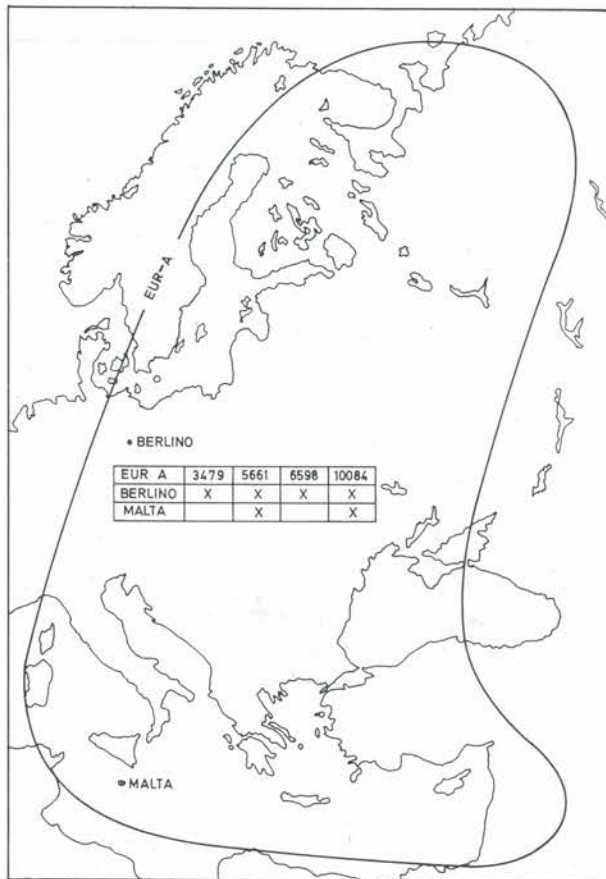 EUR-A
BERLINO
EUR A 3479 5661 6598 10084
BERLINO X X X X
MALTA X X
MALTA